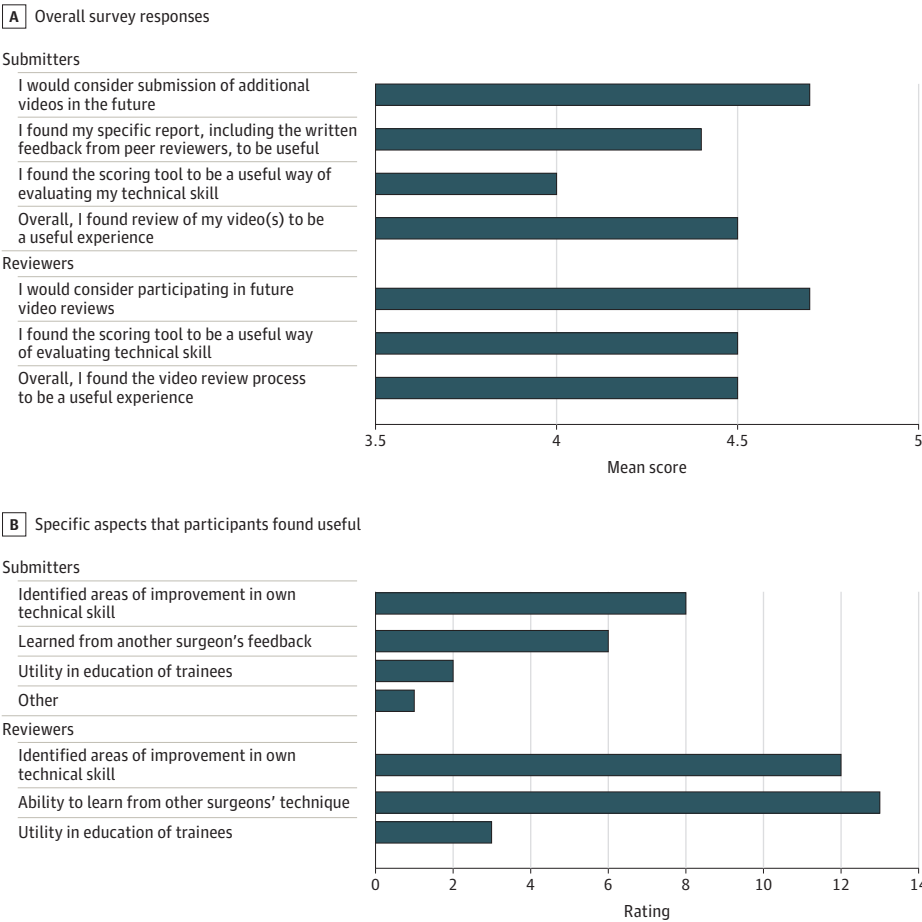 A Overall survey responses
Submitters
I would consider submission of additional
videos in the future
I found my specific report, including the written
feedback from peer reviewers, to be useful
I found the scoring tool to be a useful way of
evaluating my technical skill
Overall, I found review of my video(s) to be
a useful experience
Reviewers
I would consider participating in future
video reviews
I found the scoring tool to be a useful way
of evaluating technical skill
Overall, I found the video review process
to be a useful experience
3.5 4 4.5 5
Mean score
B Specific aspects that participants found useful
Submitters
Identified areas of improvement in own
technical skill
Learned from another surgeon’s feedback
Utility in education of trainees
Other
Reviewers
Identified areas of improvement in own
technical skill
Ability to learn from other surgeons’ technique
Utility in education of trainees
0 2 4 6 8 10 12 14
Rating